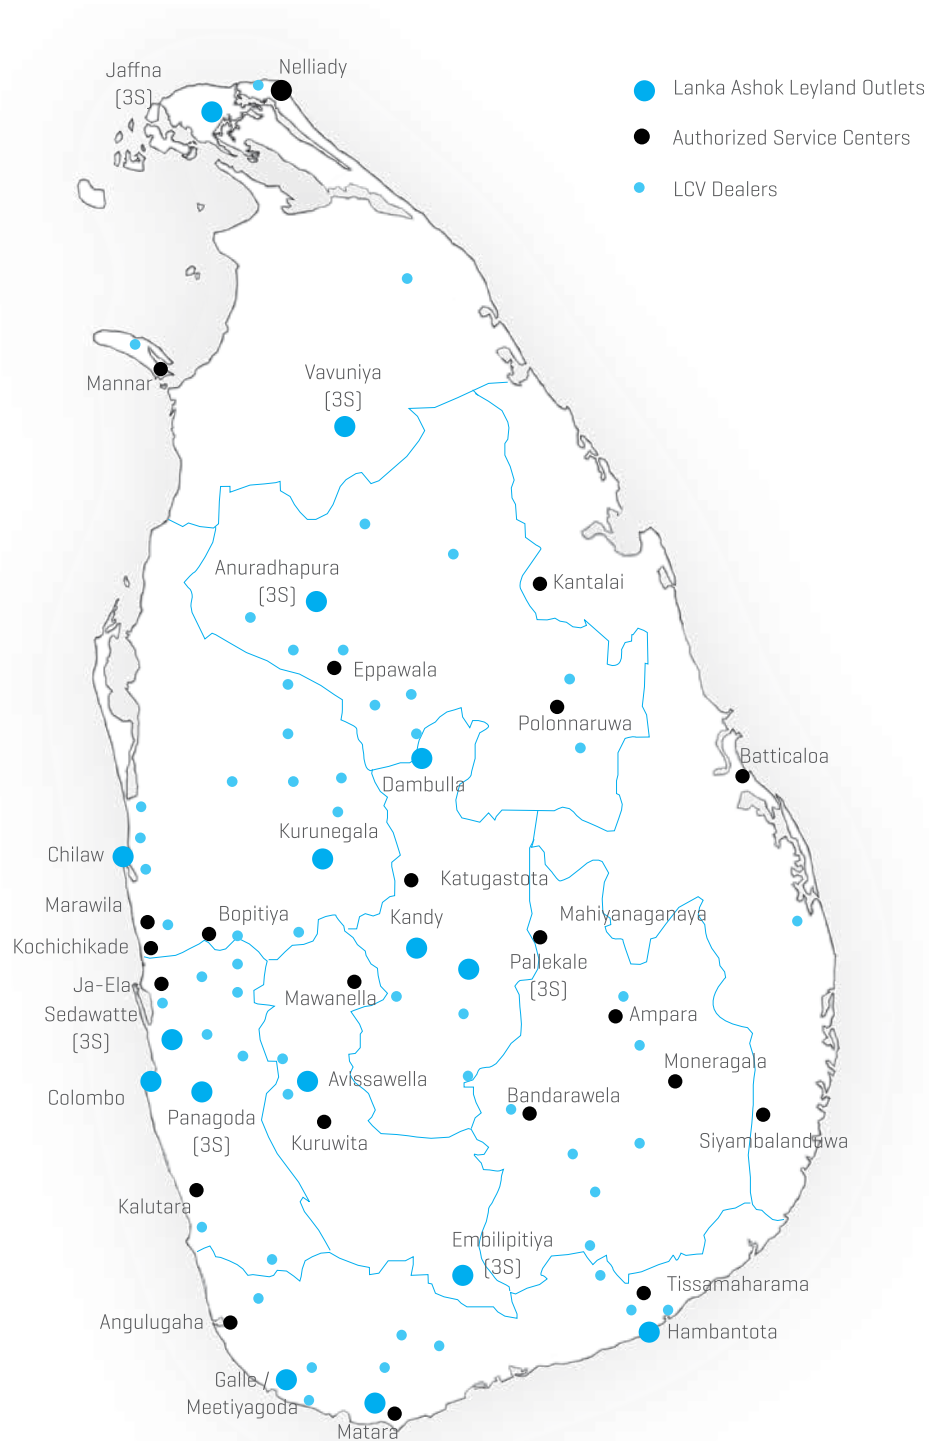 Jaffna
(3S)
Nelliady
Lanka Ashok Leyland Outlets
Authorized Service Centers
LCV Dealers
Mannar
Vavuniya
(3S)
Anuradhapura
(3S)
Kantalai
Eppawala
Polonnaruwa
Batticaloa
Dambulla
Kurunegala
Chilaw
Katugastota
Marawila
Bopitiya
Kandy
Mahiyanaganaya
Kochichikade
Pallekale
(3S)
Ja-Ela
Mawanella
Sedawatte
(3S)
Ampara
Moneragala
Colombo
Avissawella
Bandarawela
Panagoda
(3S)
Kuruwita
Siyambalanduwa
Kalutara
Embilipitiya
(3S)
Tissamaharama
Angulugaha
Hambantota
Galle /
Meetiyagoda
Matara